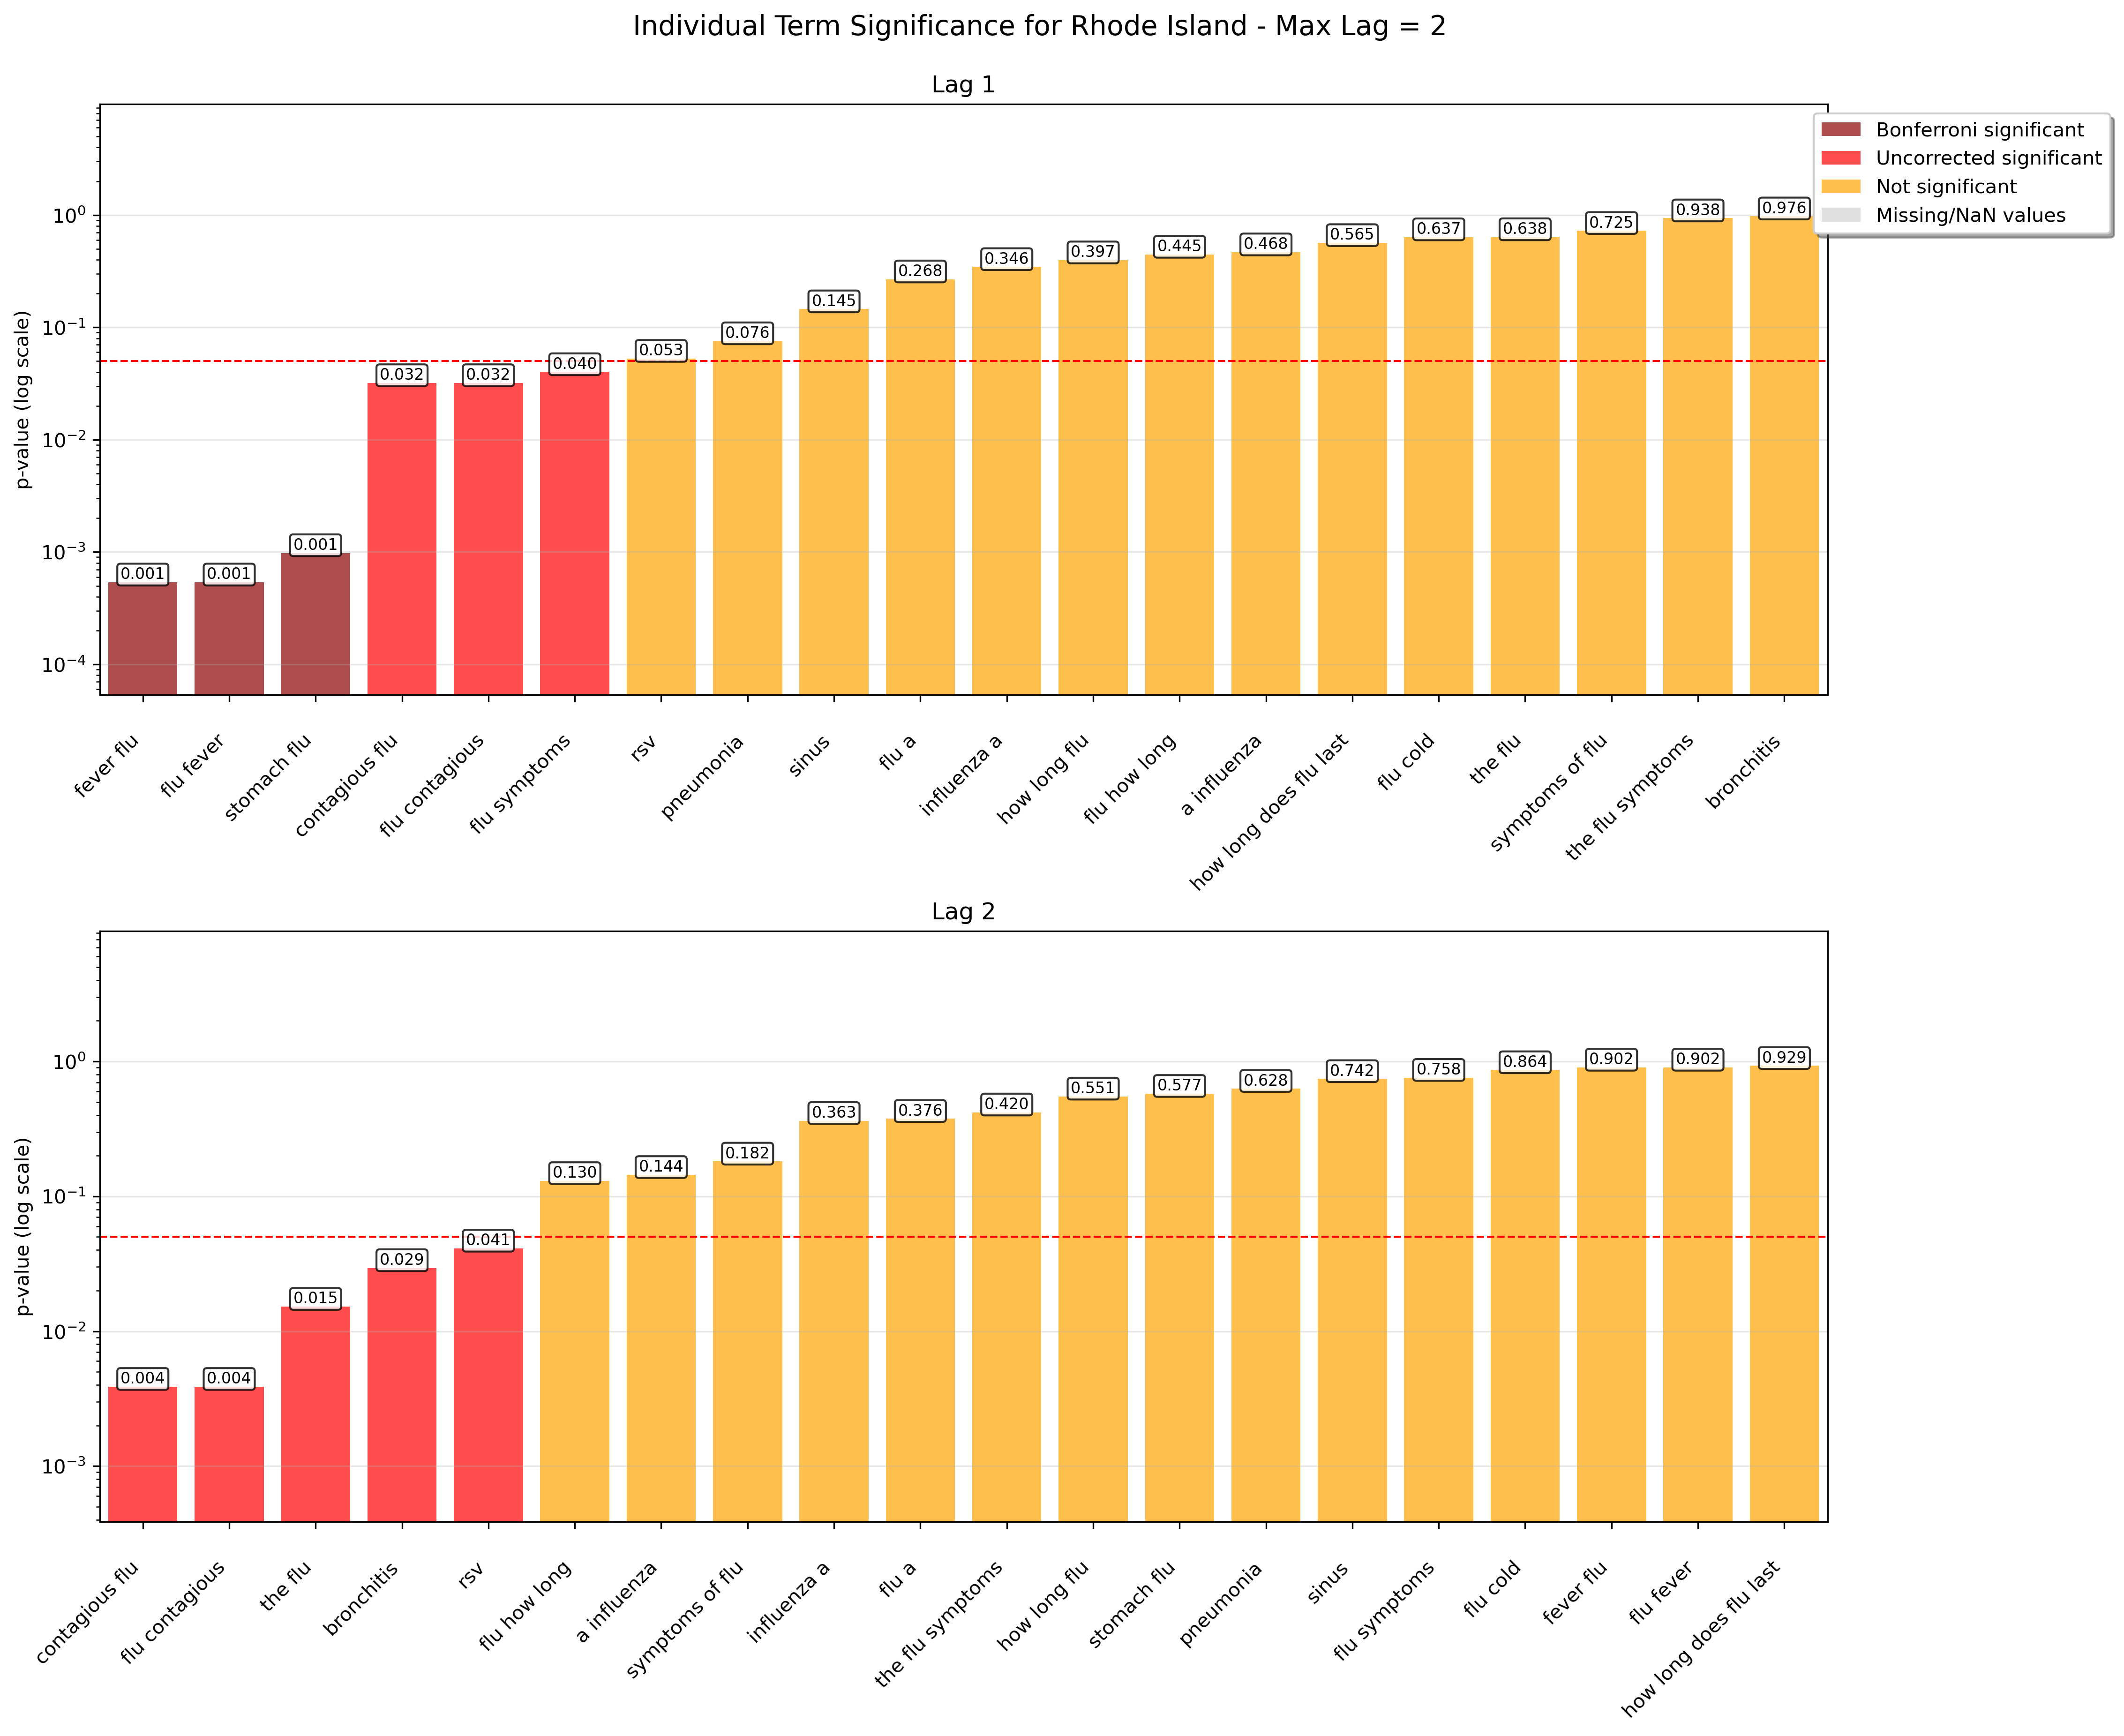 Individual Term Significance for Rhode Island - Max Lag = 2
Lag 1
Bonferroni significant
Uncorrected significant
Not significant
Missing/NaN values
p-value (log scale)
10⁰
10⁻¹
10⁻²
10⁻³
10⁻⁴
0.001
0.001
0.001
0.032
0.032
0.040
0.053
0.076
0.145
0.268
0.346
0.397
0.445
0.468
0.565
0.637
0.638
0.725
0.938
0.976
fever flu
flu fever
stomach flu
contagious flu
flu contagious
flu symptoms
rsv
pneumonia
sinus
flu a
influenza a
how long flu
flu how long
a influenza
how long does flu last
flu cold
the flu
symptoms of flu
the flu symptoms
bronchitis
Lag 2
p-value (log scale)
10⁰
10⁻¹
10⁻²
10⁻³
0.004
0.004
0.015
0.029
0.041
0.130
0.144
0.182
0.363
0.376
0.420
0.551
0.577
0.628
0.742
0.758
0.864
0.902
0.902
0.929
contagious flu
flu contagious
the flu
bronchitis
rsv
flu how long
a influenza
symptoms of flu
influenza a
flu a
the flu symptoms
how long flu
stomach flu
pneumonia
sinus
flu symptoms
flu cold
fever flu
flu fever
how long does flu last